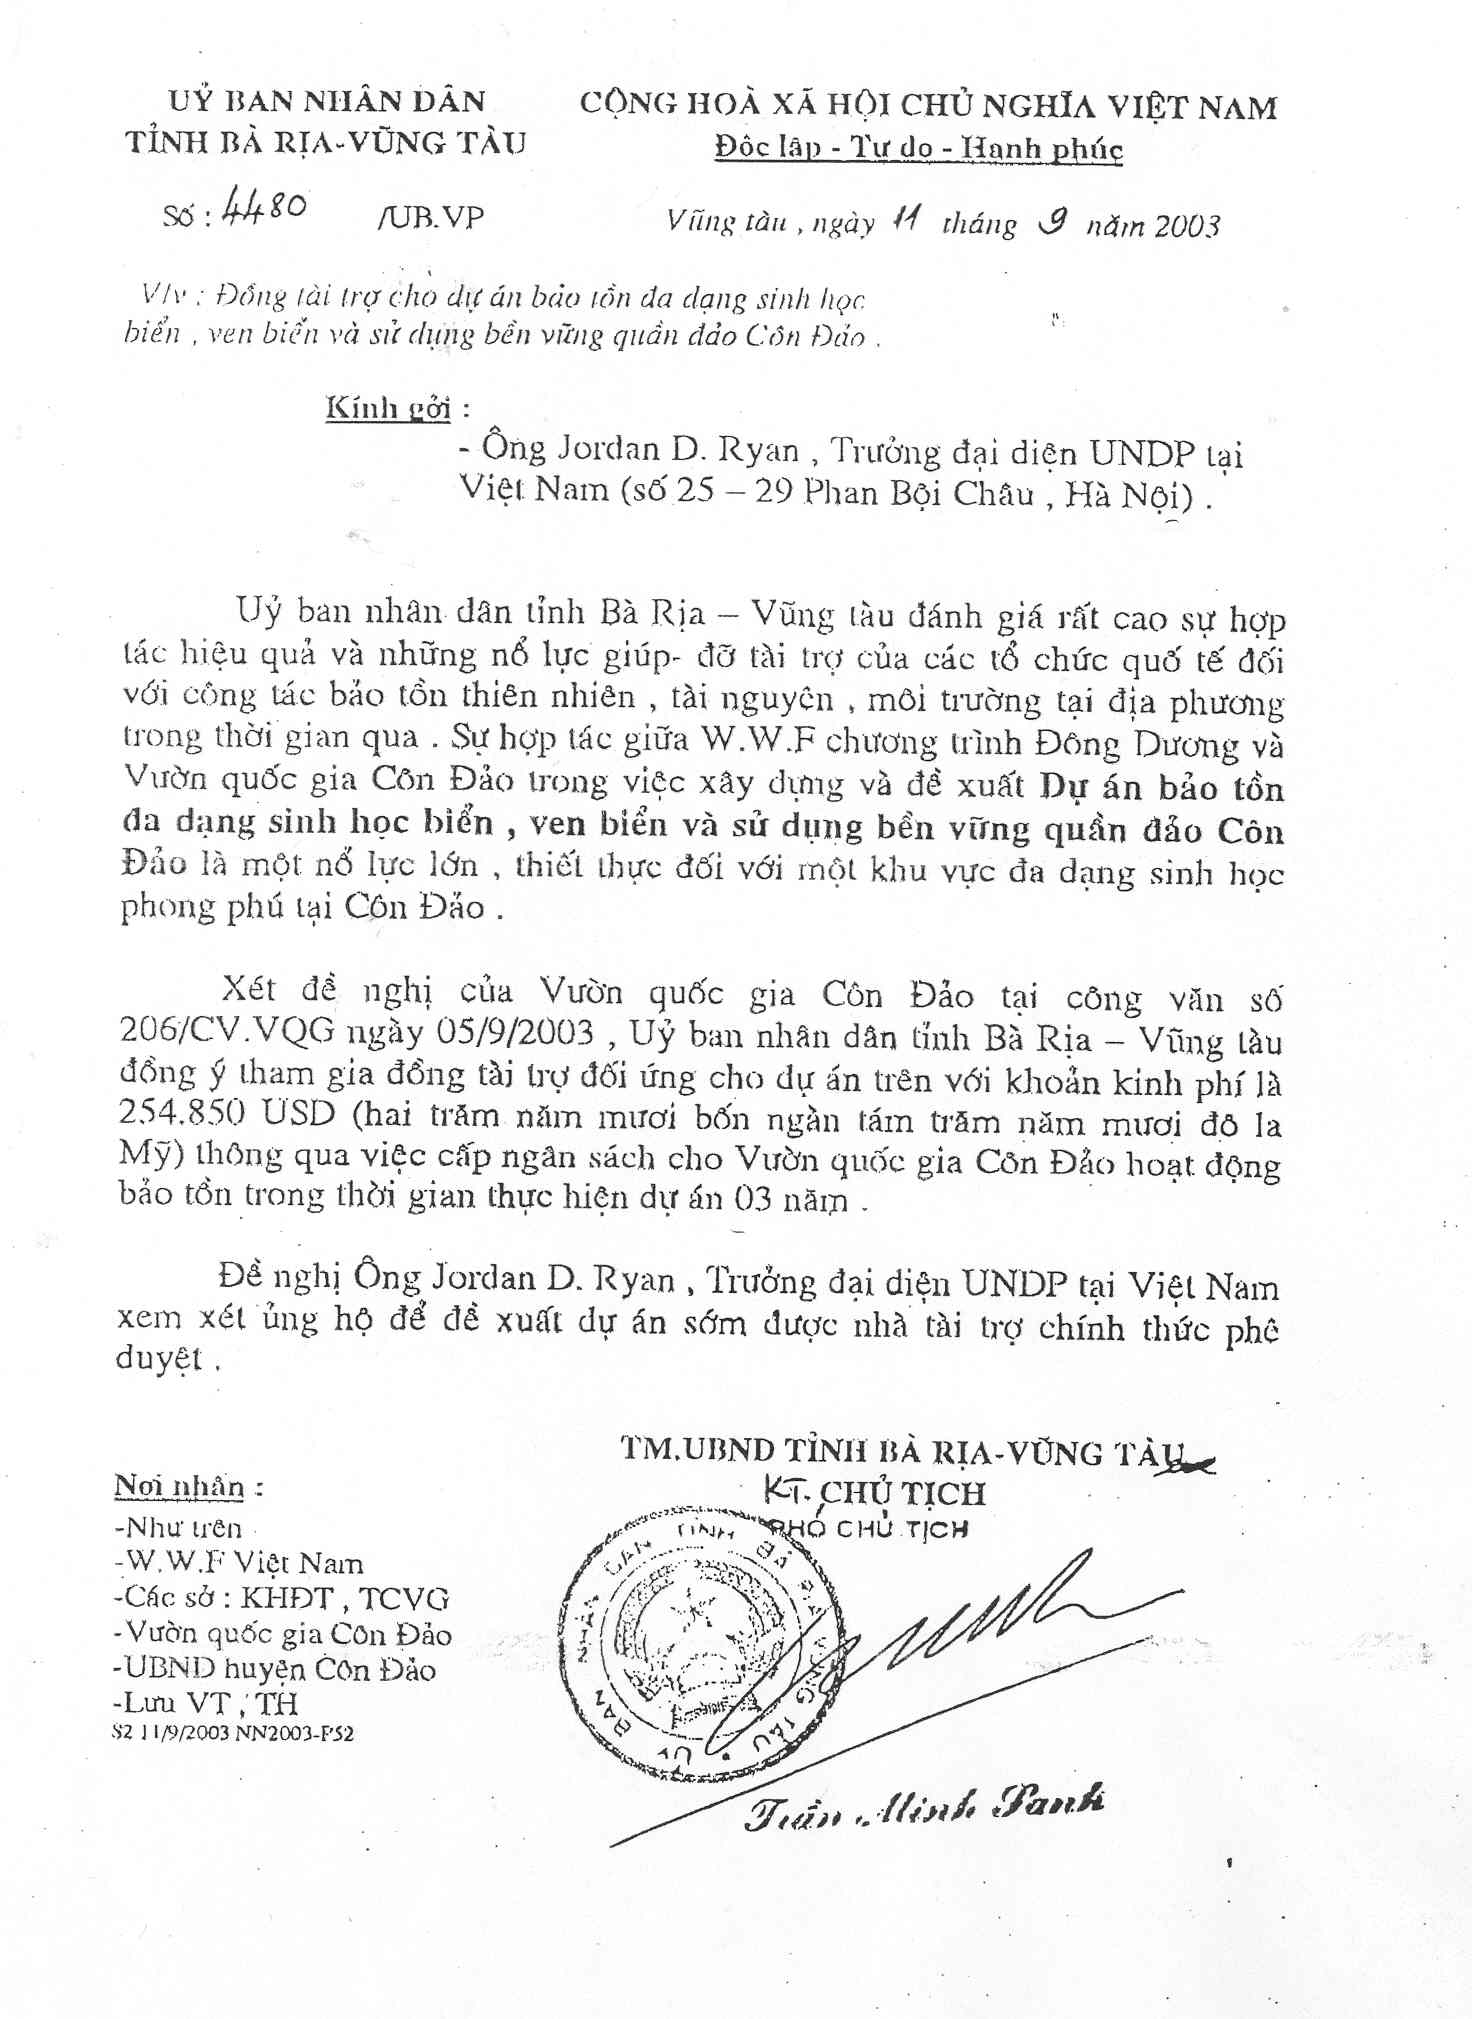 UỶ BAN NHÂN DÂN
TỈNH BÀ RỊA-VŨNG TÀU
CỘNG HOÀ XÃ HỘI CHỦ NGHĨA VIỆT NAM
Độc lập - Tự do - Hạnh phúc
Số : 4480 /UB.VP
Vũng tàu , ngày 11 tháng 9 năm 2003
V/v : Đồng tài trợ cho dự án bảo tồn đa dạng sinh học
biển , ven biển và sử dụng bền vững quần đảo Côn Đảo .
Kính gởi :
- Ông Jordan D. Ryan , Trưởng đại diện UNDP tại
Việt Nam (số 25 – 29 Phan Bội Châu , Hà Nội) .
Uỷ ban nhân dân tỉnh Bà Rịa – Vũng tàu đánh giá rất cao sự hợp
tác hiệu quả và những nổ lực giúp- đỡ tài trợ của các tổ chức quố tế đối
với công tác bảo tồn thiên nhiên , tài nguyên , môi trường tại địa phương
trong thời gian qua . Sự hợp tác giữa W.W.F chương trình Đông Dương và
Vườn quốc gia Côn Đảo trong việc xây dựng và đề xuất Dự án bảo tồn
đa dạng sinh học biển , ven biển và sử dụng bền vững quần đảo Côn
Đảo là một nổ lực lớn , thiết thực đối với một khu vực đa dạng sinh học
phong phú tại Côn Đảo .
Xét đề nghị của Vườn quốc gia Côn Đảo tại công văn số
206/CV.VQG ngày 05/9/2003 , Uỷ ban nhân dân tỉnh Bà Rịa – Vũng tàu
đồng ý tham gia đồng tài trợ đối ứng cho dự án trên với khoản kinh phí là
254.850 USD (hai trăm năm mươi bốn ngàn tám trăm năm mươi đô la
Mỹ) thông qua việc cấp ngân sách cho Vườn quốc gia Côn Đảo hoạt động
bảo tồn trong thời gian thực hiện dự án 03 năm .
Đề nghị Ông Jordan D. Ryan , Trưởng đại diện UNDP tại Việt Nam
xem xét ủng hộ để đề xuất dự án sớm được nhà tài trợ chính thức phê
duyệt .
TM.UBND TỈNH BÀ RỊA-VŨNG TÀU
KT. CHỦ TỊCH
PHÓ CHỦ TỊCH
Nơi nhân :
-Như trên
-W.W.F Việt Nam
-Các sở : KHĐT , TCVG
-Vườn quốc gia Côn Đảo
-UBND huyện Côn Đảo
-Lưu VT , TH
S2 11/9/2003 NN2003-F52
UỶ BAN NHÂN DÂN TỈNH BÀ RỊA VŨNG TÀU
Trần Minh Sanh